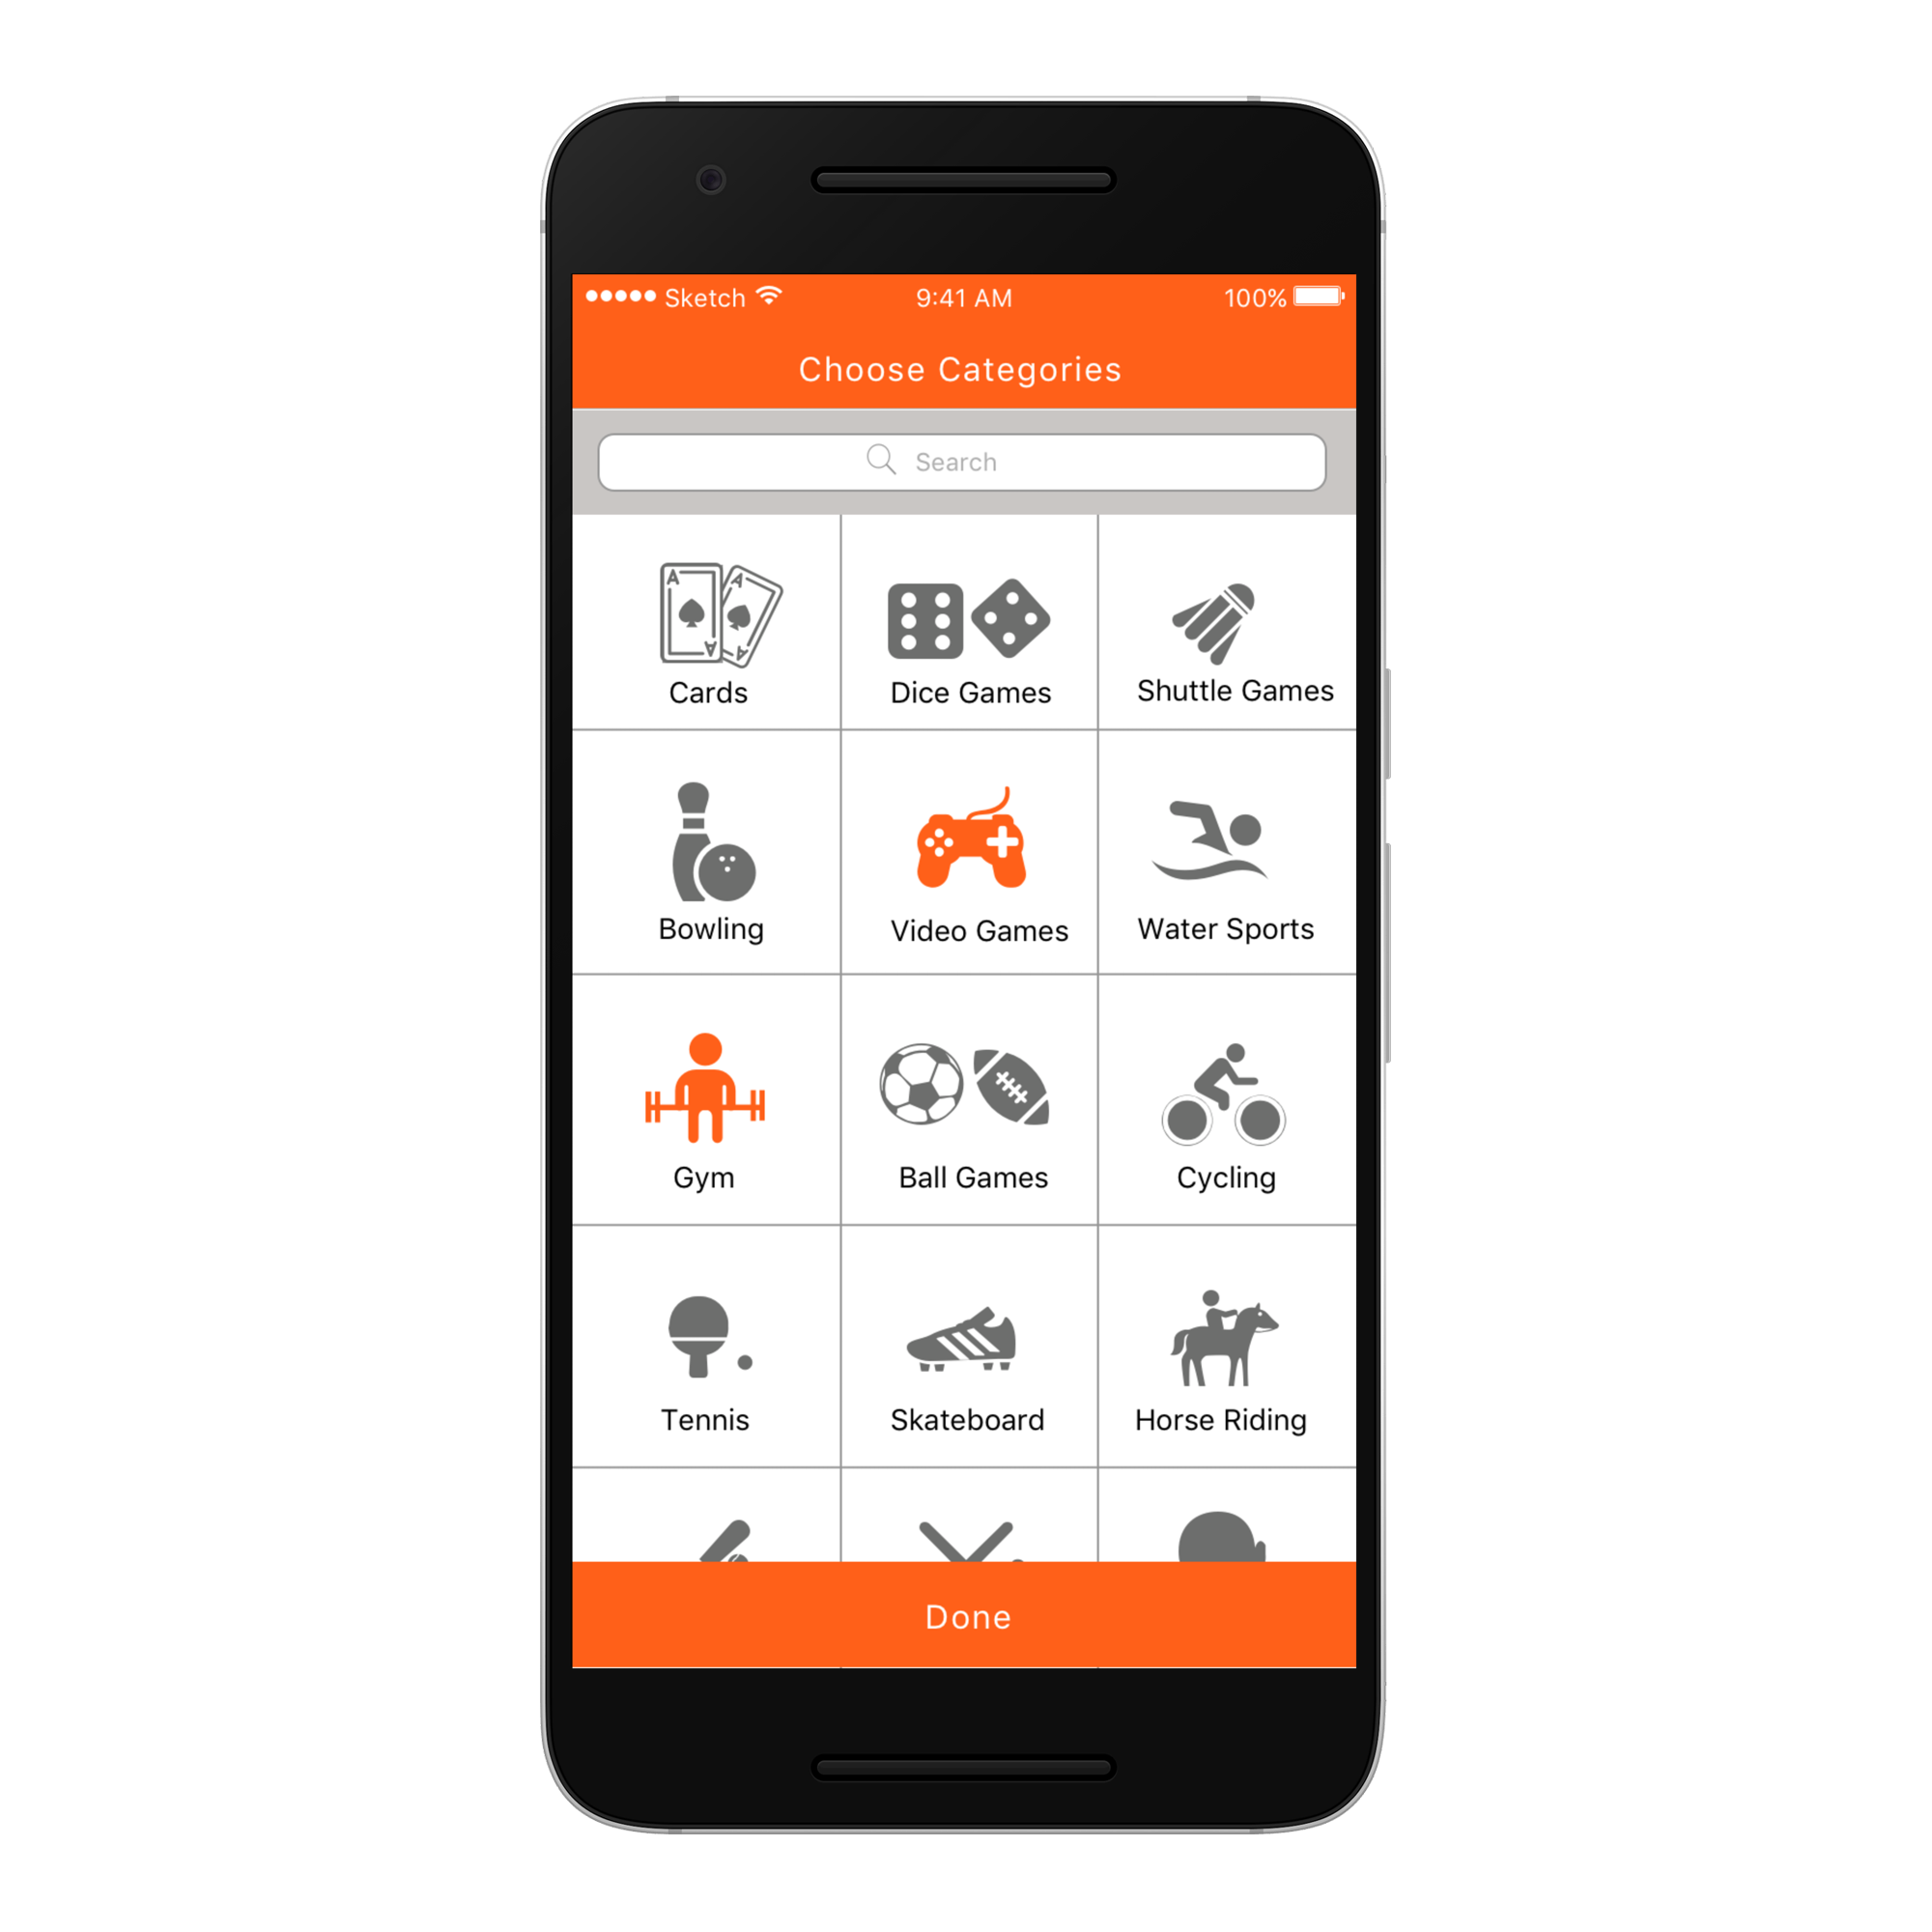 Sketch 9:41 AM 100%
Choose Categories
Search
A A
A A
Cards Dice Games Shuttle Games
Bowling Video Games Water Sports
Gym Ball Games Cycling
Tennis Skateboard Horse Riding
Done